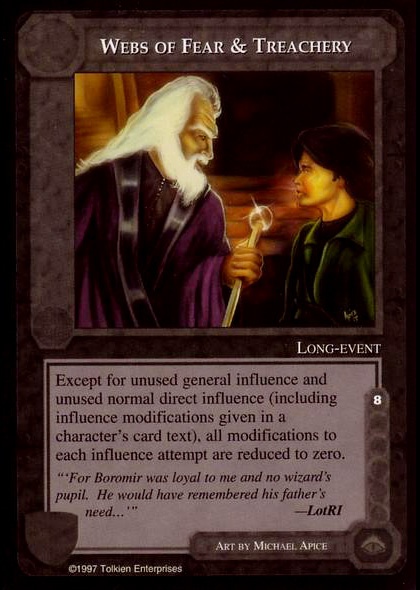 WEBS OF FEAR & TREACHERY
LONG-EVENT
Except for unused general influence and
unused normal direct influence (including
influence modifications given in a
character's card text), all modifications to
each influence attempt are reduced to zero.
8
"'For Boromir was loyal to me and no wizard's
pupil. He would have remembered his father's
need...'" —LotRI
ART BY MICHAEL APICE
©1997 Tolkien Enterprises